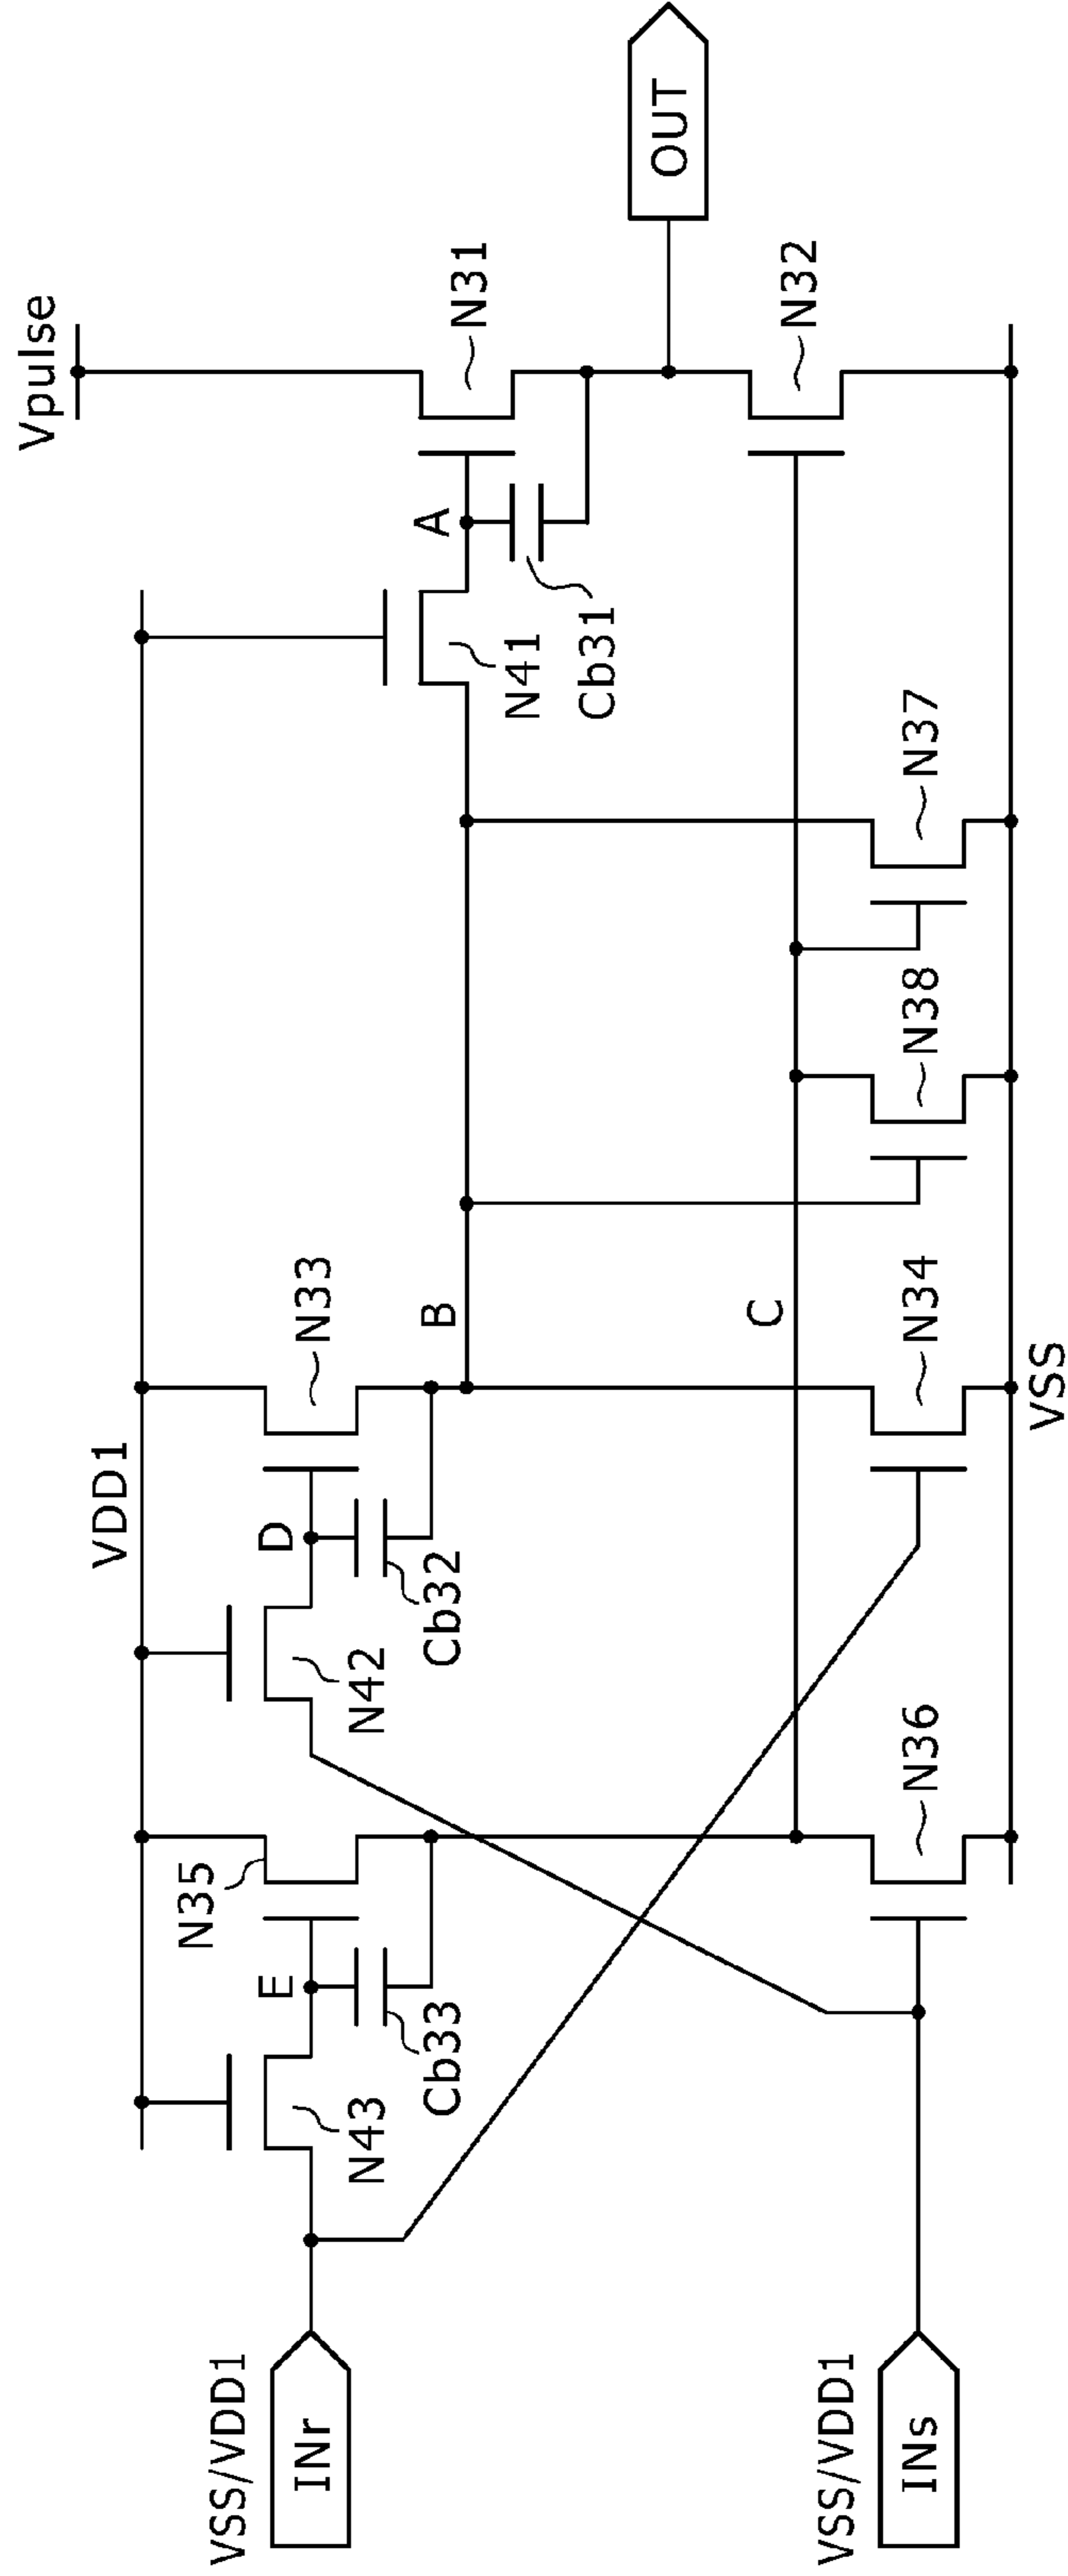 Vpulse
VDD1
N35
N33
N31
E
D
A
N43
N42
N41
Cb33
Cb32
Cb31
B
C
OUT
N32
VSS/VDD1
INr
VSS/VDD1
INs
N36
N34
N38
N37
VSS